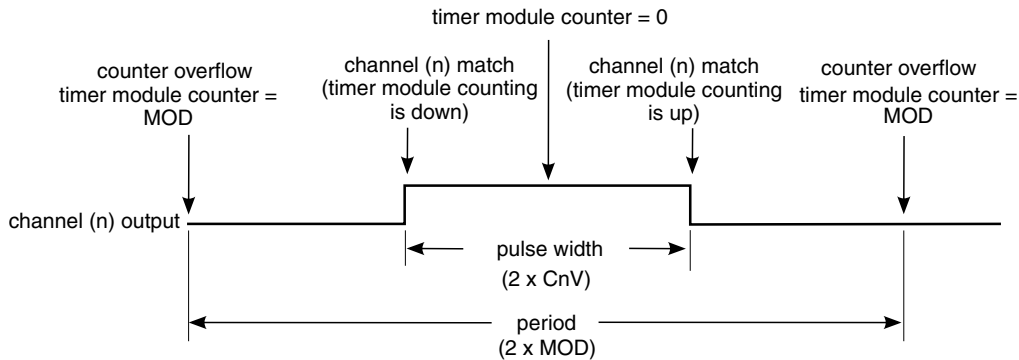 timer module counter = 0
counter overflow
timer module counter =
MOD
channel (n) match
(timer module counting
is down)
channel (n) match
(timer module counting
is up)
counter overflow
timer module counter =
MOD
channel (n) output
pulse width
(2 x CnV)
period
(2 x MOD)